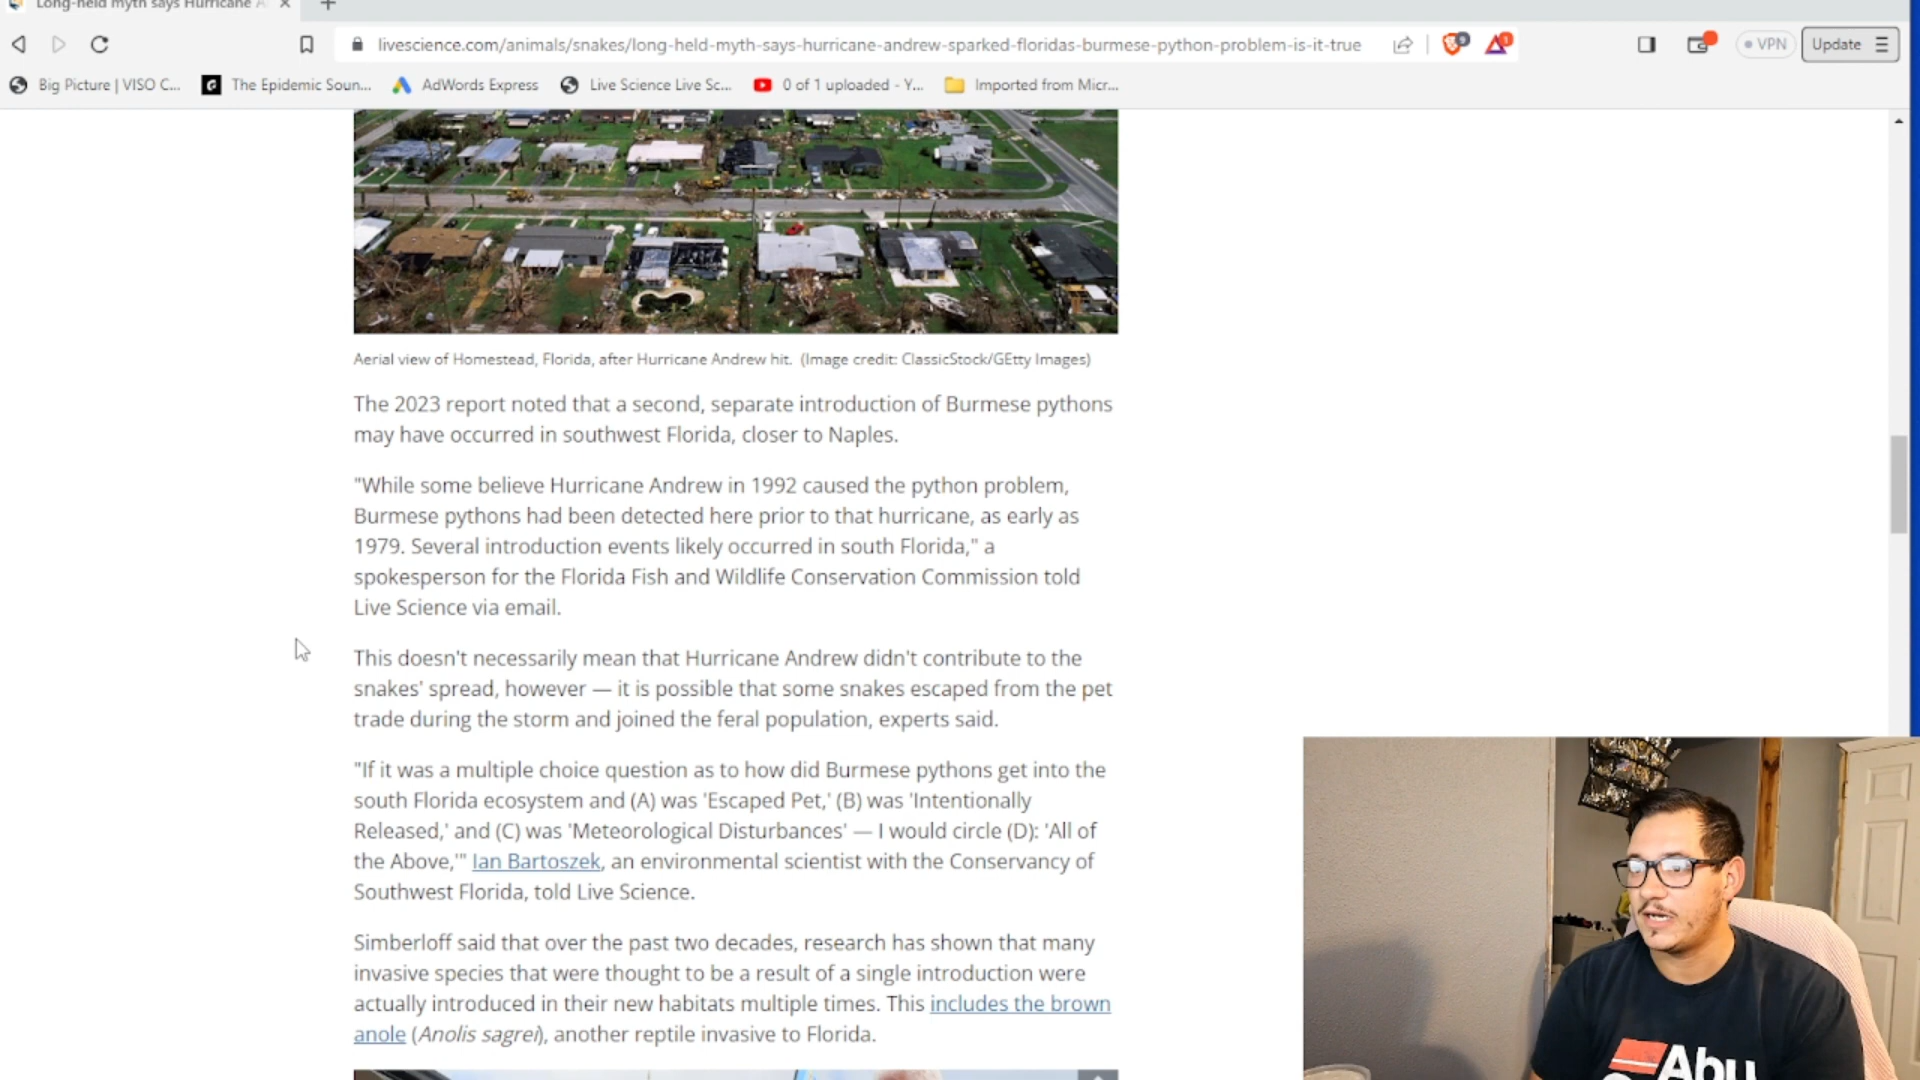 Long-held myth says Hurricane A
livescience.com/animals/snakes/long-held-myth-says-hurricane-andrew-sparked-floridas-burmese-python-problem-is-it-true
9
1
VPN
Update
Big Picture | VISO C...
The Epidemic Soun...
AdWords Express
Live Science Live Sc...
0 of 1 uploaded - Y...
Imported from Micr...
Aerial view of Homestead, Florida, after Hurricane Andrew hit. (Image credit: ClassicStock/GEtty Images)
The 2023 report noted that a second, separate introduction of Burmese pythons
may have occurred in southwest Florida, closer to Naples.
"While some believe Hurricane Andrew in 1992 caused the python problem,
Burmese pythons had been detected here prior to that hurricane, as early as
1979. Several introduction events likely occurred in south Florida," a
spokesperson for the Florida Fish and Wildlife Conservation Commission told
Live Science via email.
This doesn't necessarily mean that Hurricane Andrew didn't contribute to the
snakes' spread, however — it is possible that some snakes escaped from the pet
trade during the storm and joined the feral population, experts said.
"If it was a multiple choice question as to how did Burmese pythons get into the
south Florida ecosystem and (A) was 'Escaped Pet,' (B) was 'Intentionally
Released,' and (C) was 'Meteorological Disturbances' — I would circle (D): 'All of
the Above,'" Ian Bartoszek, an environmental scientist with the Conservancy of
Southwest Florida, told Live Science.
Simberloff said that over the past two decades, research has shown that many
invasive species that were thought to be a result of a single introduction were
actually introduced in their new habitats multiple times. This includes the brown
anole (Anolis sagrei), another reptile invasive to Florida.
Abu